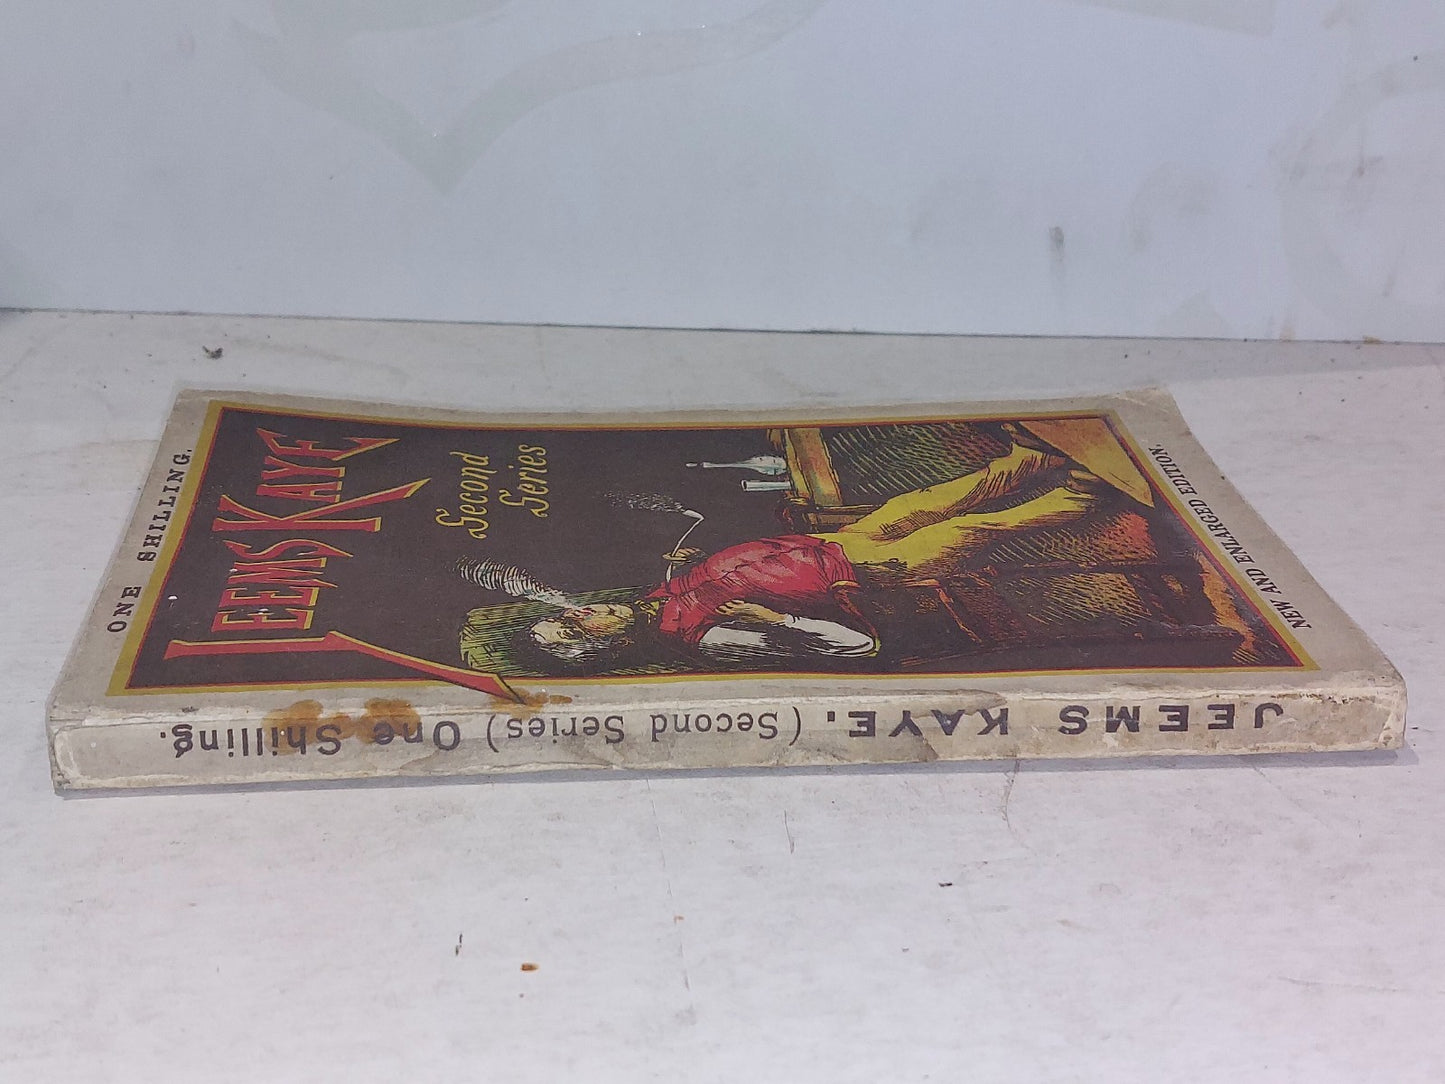 ONE SHILLING.
JEEMS KAYE
Second
Series
NEW AND ENLARGED EDITION.
JEEMS KAYE. (Second Series) One Shilling.